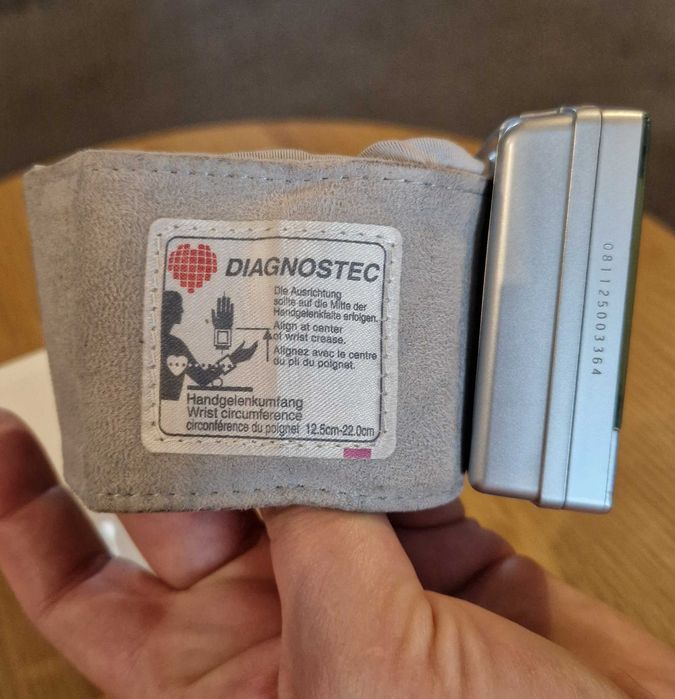 DIAGNOSTEC
Die Ausrichtung
sollte auf die Mitte der
Handgelenkfalte erfolgen.
Align at center
of wrist crease.
Alignez avec le centre
du pli du poignet.
Handgelenkumfang
Wrist circumference
circonférence du poignet 12.5cm-22.0cm
081125003364